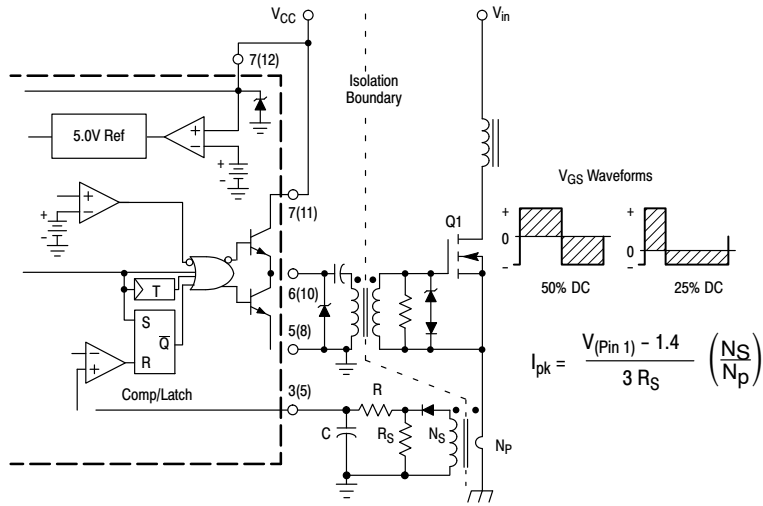 V_CC
V_in
7(12)
Isolation
Boundary
5.0V Ref
+
−
+
−
V_GS Waveforms
+
−
7(11)
Q1
+
0
−
+
0
−
+
−
50% DC
25% DC
6(10)
T
S
Q̅
R
5(8)
I_pk = V_(Pin 1) − 1.4 / 3 R_S (N_S / N_p)
−
+
Comp/Latch
3(5)
R
C
R_S
N_S
N_P